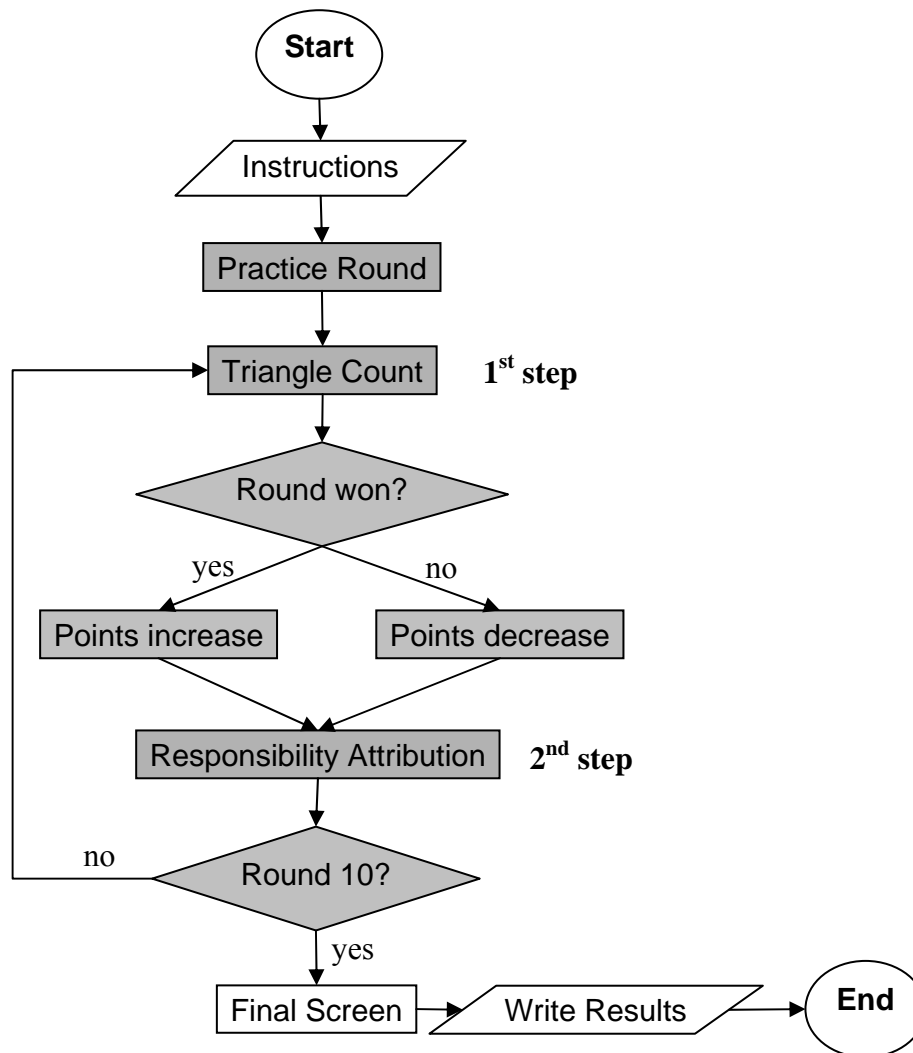 Start
Instructions
Practice Round
Triangle Count
1st step
Round won?
yes
no
Points increase
Points decrease
Responsibility Attribution
2nd step
no
Round 10?
yes
Final Screen
Write Results
End